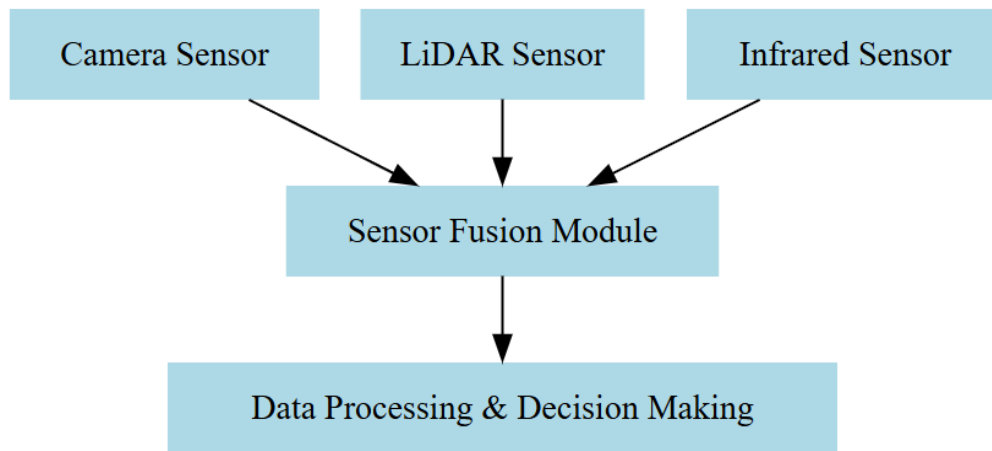 Camera Sensor
LiDAR Sensor
Infrared Sensor
Sensor Fusion Module
Data Processing & Decision Making